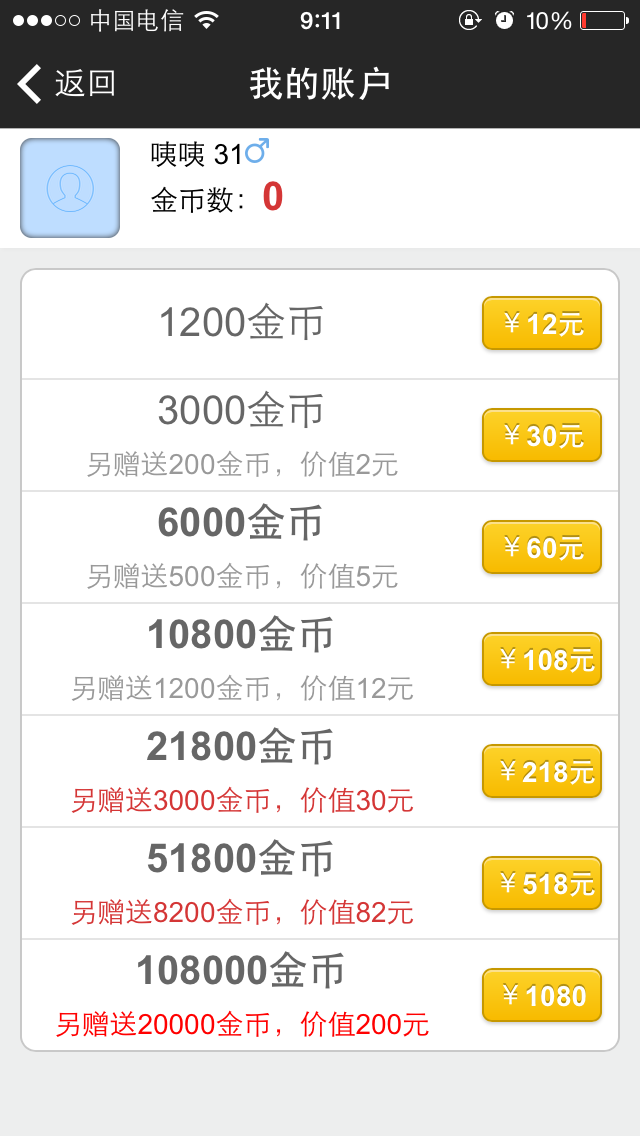 中国电信 9:11 10%
返回 我的账户
咦咦 31♂
金币数：0
1200金币 ￥12元
3000金币 ￥30元
另赠送200金币，价值2元
6000金币 ￥60元
另赠送500金币，价值5元
10800金币 ￥108元
另赠送1200金币，价值12元
21800金币 ￥218元
另赠送3000金币，价值30元
51800金币 ￥518元
另赠送8200金币，价值82元
108000金币 ￥1080
另赠送20000金币，价值200元